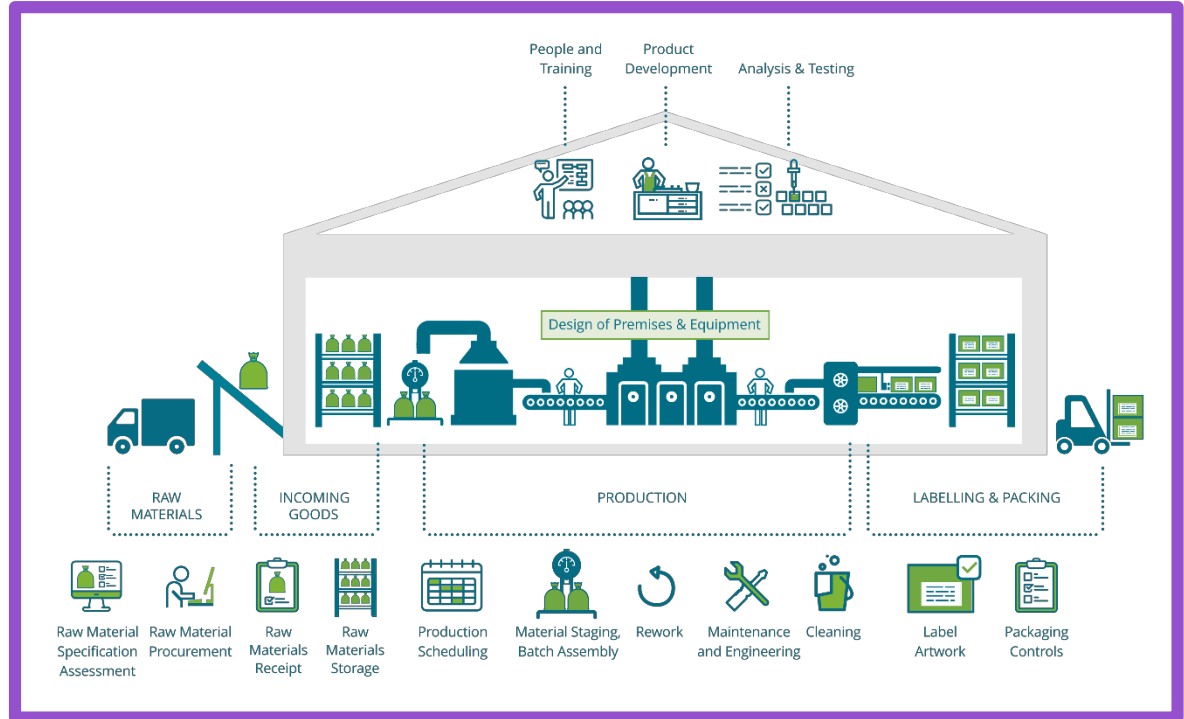 People and
Training
Product
Development
Analysis & Testing
Design of Premises & Equipment
RAW
MATERIALS
INCOMING
GOODS
PRODUCTION
LABELLING & PACKING
Raw Material
Specification
Assessment
Raw Material
Procurement
Raw
Materials
Receipt
Raw
Materials
Storage
Production
Scheduling
Material Staging,
Batch Assembly
Rework
Maintenance
and Engineering
Cleaning
Label
Artwork
Packaging
Controls